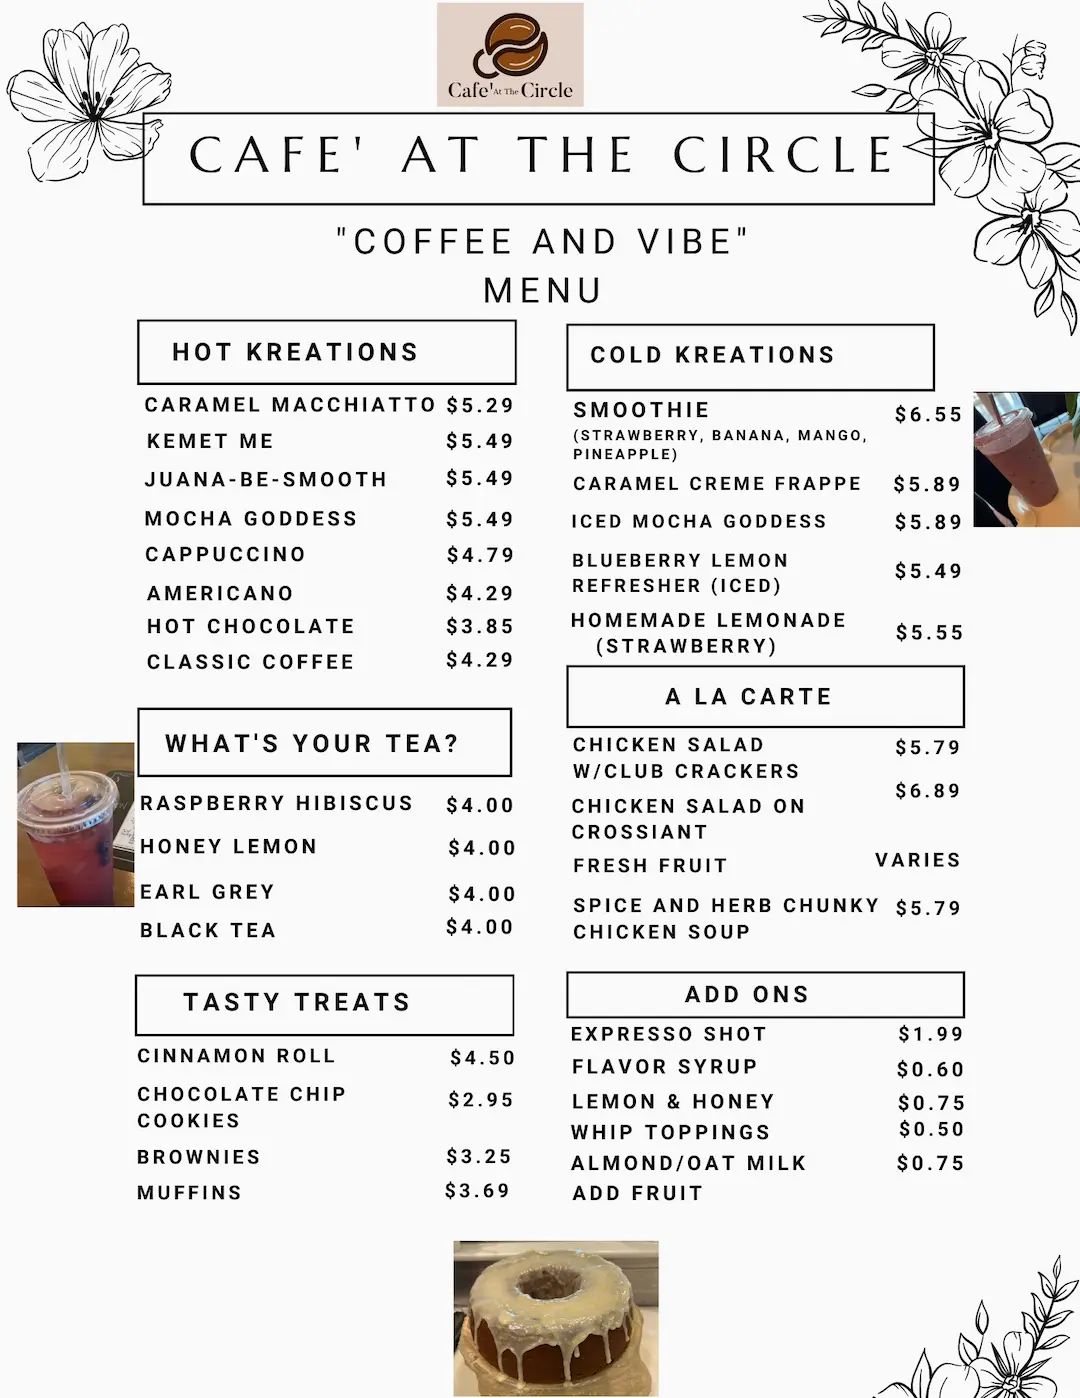 Cafe' At The Circle
CAFE' AT THE CIRCLE
"COFFEE AND VIBE"
MENU
HOT KREATIONS
CARAMEL MACCHIATTO $5.29
KEMET ME $5.49
JUANA-BE-SMOOTH $5.49
MOCHA GODDESS $5.49
CAPPUCCINO $4.79
AMERICANO $4.29
HOT CHOCOLATE $3.85
CLASSIC COFFEE $4.29
WHAT'S YOUR TEA?
RASPBERRY HIBISCUS $4.00
HONEY LEMON $4.00
EARL GREY $4.00
BLACK TEA $4.00
TASTY TREATS
CINNAMON ROLL $4.50
CHOCOLATE CHIP $2.95
COOKIES
BROWNIES $3.25
MUFFINS $3.69
COLD KREATIONS
SMOOTHIE $6.55
(STRAWBERRY, BANANA, MANGO,
PINEAPPLE)
CARAMEL CREME FRAPPE $5.89
ICED MOCHA GODDESS $5.89
BLUEBERRY LEMON $5.49
REFRESHER (ICED)
HOMEMADE LEMONADE $5.55
(STRAWBERRY)
A LA CARTE
CHICKEN SALAD $5.79
W/CLUB CRACKERS
CHICKEN SALAD ON $6.89
CROSSIANT
FRESH FRUIT VARIES
SPICE AND HERB CHUNKY $5.79
CHICKEN SOUP
ADD ONS
EXPRESSO SHOT $1.99
FLAVOR SYRUP $0.60
LEMON & HONEY $0.75
WHIP TOPPINGS $0.50
ALMOND/OAT MILK $0.75
ADD FRUIT